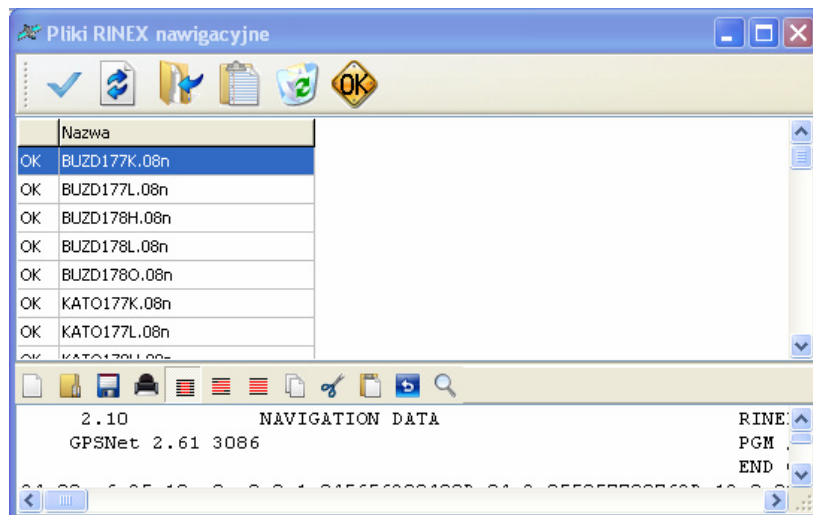 Pliki RINEX nawigacyjne
OK
Nazwa
OK BUZD177K.08n
OK BUZD177L.08n
OK BUZD178H.08n
OK BUZD178L.08n
OK BUZD178O.08n
OK KATO177K.08n
OK KATO177L.08n
2.10 NAVIGATION DATA RINE
GPSNet 2.61 3086 PGM
END